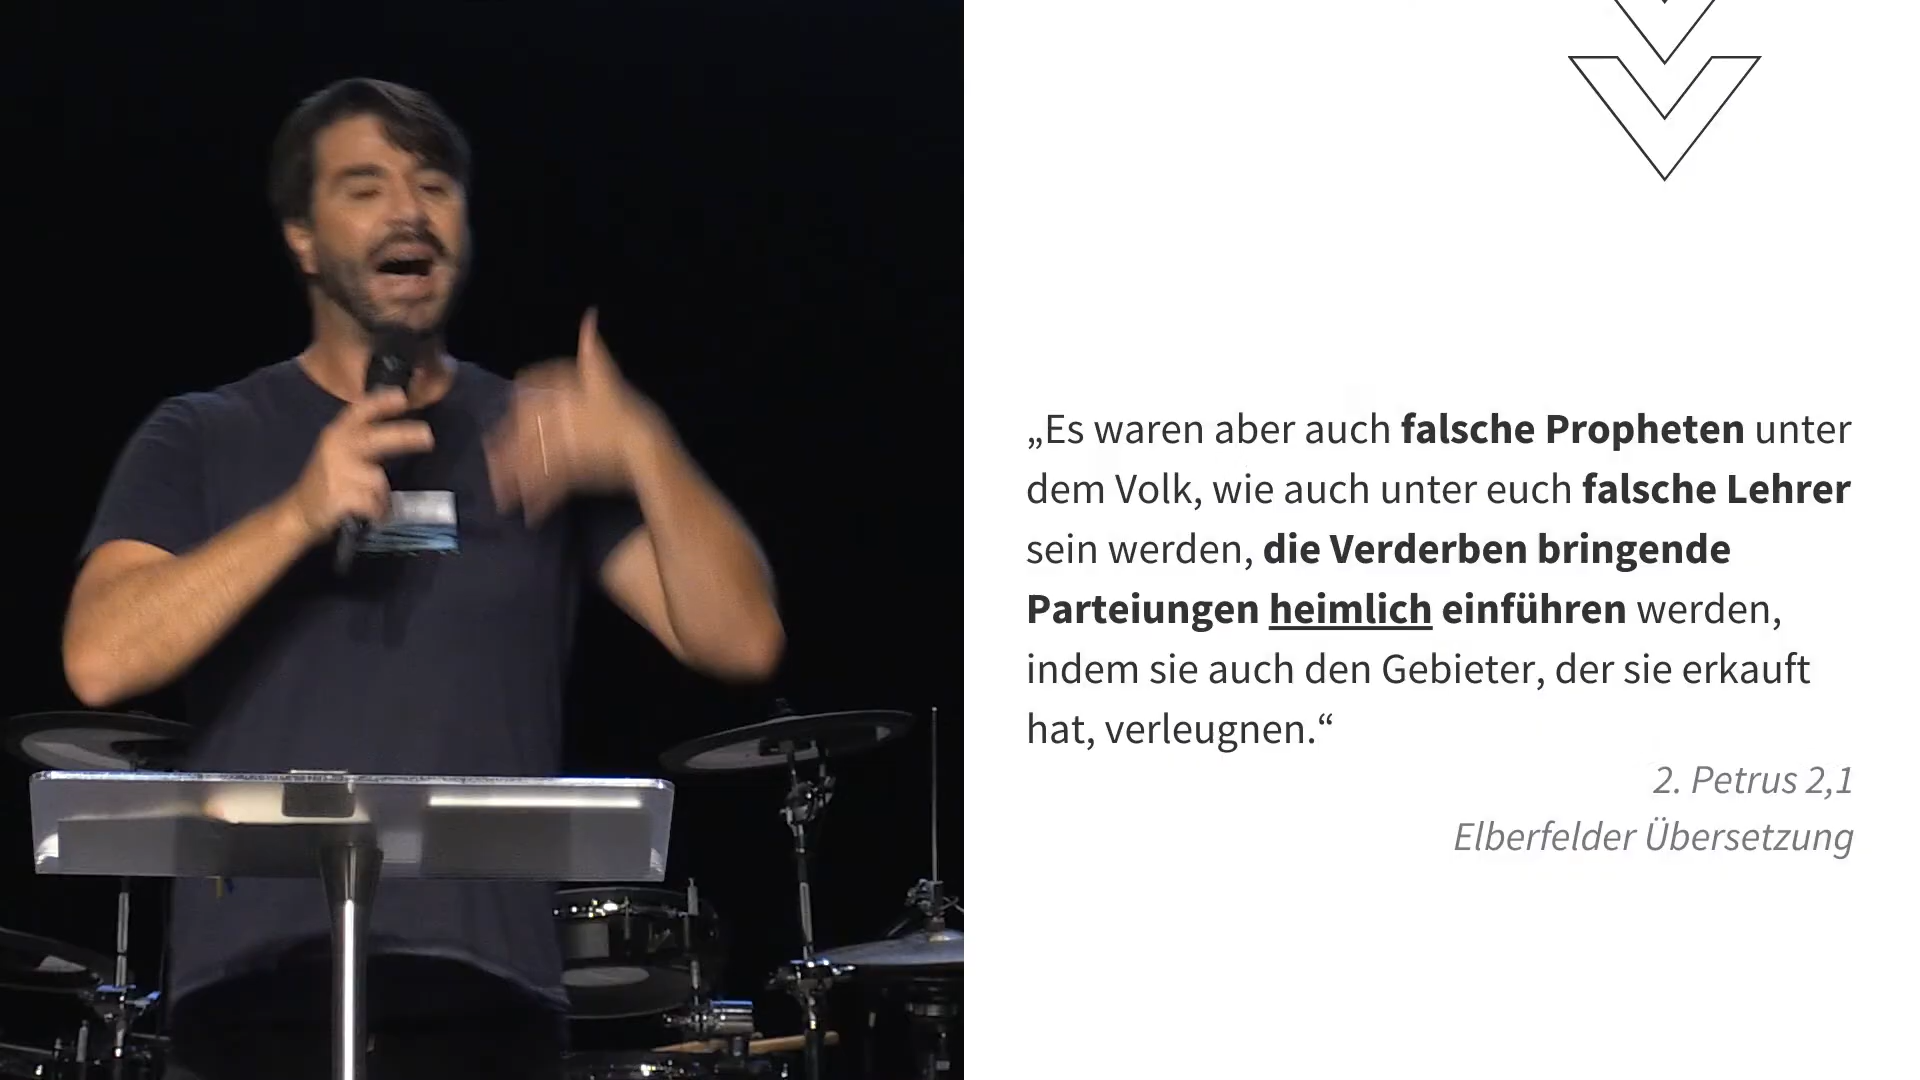 „Es waren aber auch falsche Propheten unter
dem Volk, wie auch unter euch falsche Lehrer
sein werden, die Verderben bringende
Parteiungen heimlich einführen werden,
indem sie auch den Gebieter, der sie erkauft
hat, verleugnen.“
2. Petrus 2,1
Elberfelder Übersetzung